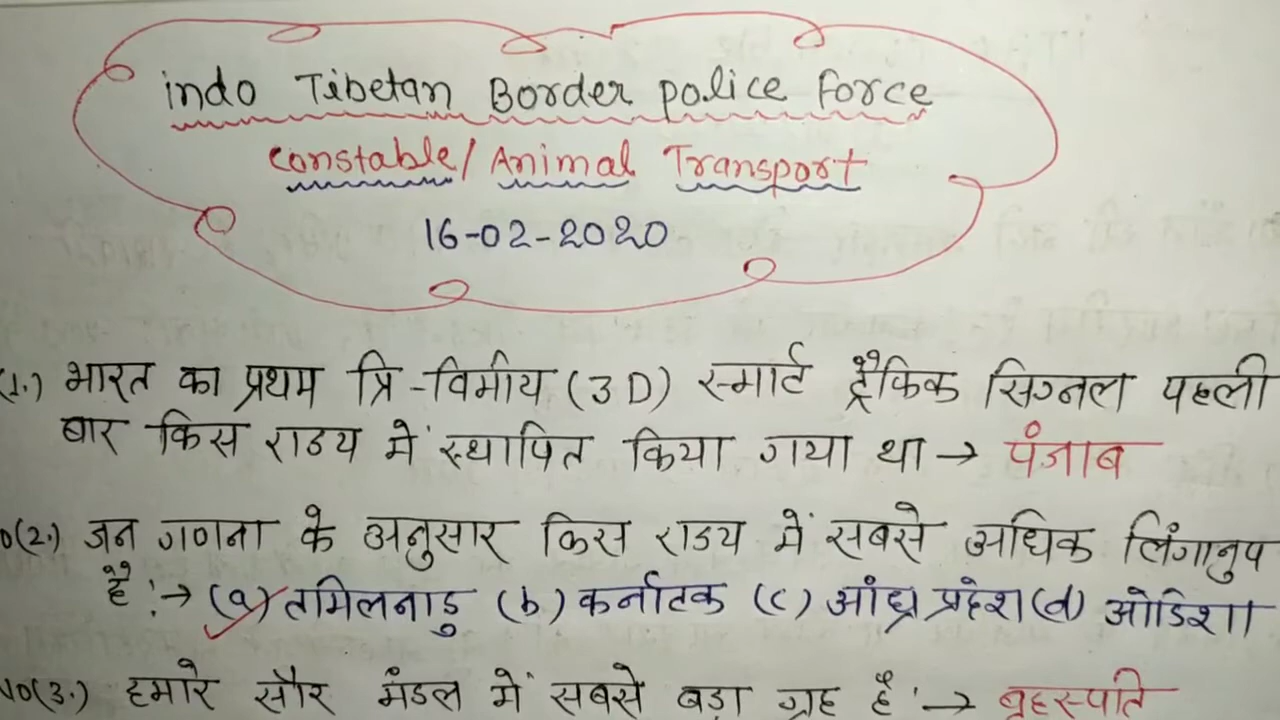 indo Tibetan Border police force
constable/ Animal Transport
16-02-2020
(1.) भारत का प्रथम त्रि-विमीय (3D) स्मार्ट ट्रैफिक सिग्नल पहली
बार किस राज्य में स्थापित किया गया था → पंजाब
0(2.) जन गणना के अनुसार किस राज्य में सबसे अधिक लिंगानुप
है :→ (a) तमिलनाडु (b) कर्नाटक (c) आंध्र प्रदेश (d) ओडिशा
No(3.) हमारे सौर मंडल में सबसे बड़ा ग्रह है :→ बृहस्पति